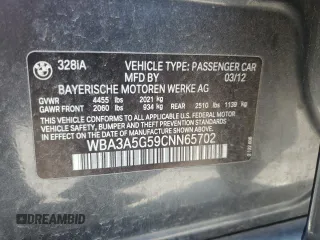 328iA
VEHICLE TYPE: PASSENGER CAR
MFD BY
03/12
BAYERISCHE MOTOREN WERKE AG
GVWR 4455 lbs 2021 kg
GAWR FRONT 2060 lbs 934 kg REAR 2510 lbs 1139 kg
THIS VEHICLE CONFORMS TO ALL APPLICABLE FEDERAL MOTOR VEHICLE
SAFETY, BUMPER AND THEFT PREVENTION STANDARDS IN EFFECT ON
THE DATE OF MANUFACTURE SHOWN ABOVE.
WBA3A5G59CNN65702
DREAMBID